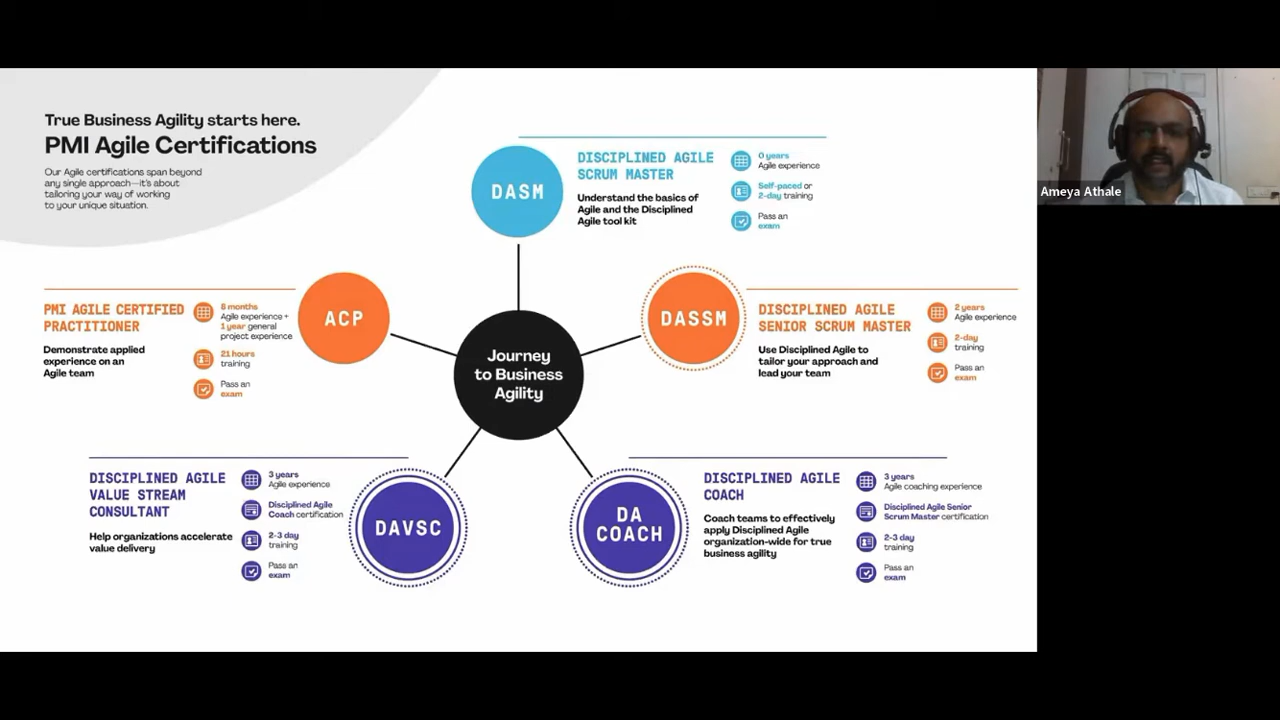 True Business Agility starts here.
PMI Agile Certifications
Our Agile certifications span beyond
any single approach—it's about
tailoring your way of working
to your unique situation.
DASM
DISCIPLINED AGILE
SCRUM MASTER
Understand the basics of
Agile and the Disciplined
Agile tool kit
0 years
Agile experience
Self-paced or
2-day training
Pass an
exam
Ameya Athale
PMI AGILE CERTIFIED
PRACTITIONER
Demonstrate applied
experience on an
Agile team
8 months
Agile experience +
1 year general
project experience
21 hours
training
Pass an
exam
ACP
DASSM
DISCIPLINED AGILE
SENIOR SCRUM MASTER
Use Disciplined Agile to
tailor your approach and
lead your team
2 years
Agile experience
2-day
training
Pass an
exam
Journey
to Business
Agility
DISCIPLINED AGILE
VALUE STREAM
CONSULTANT
Help organizations accelerate
value delivery
3 years
Agile experience
Disciplined Agile
Coach certification
2-3 day
training
Pass an
exam
DAVSC
DA
COACH
DISCIPLINED AGILE
COACH
Coach teams to effectively
apply Disciplined Agile
organization-wide for true
business agility
3 years
Agile coaching experience
Disciplined Agile Senior
Scrum Master certification
2-3 day
training
Pass an
exam